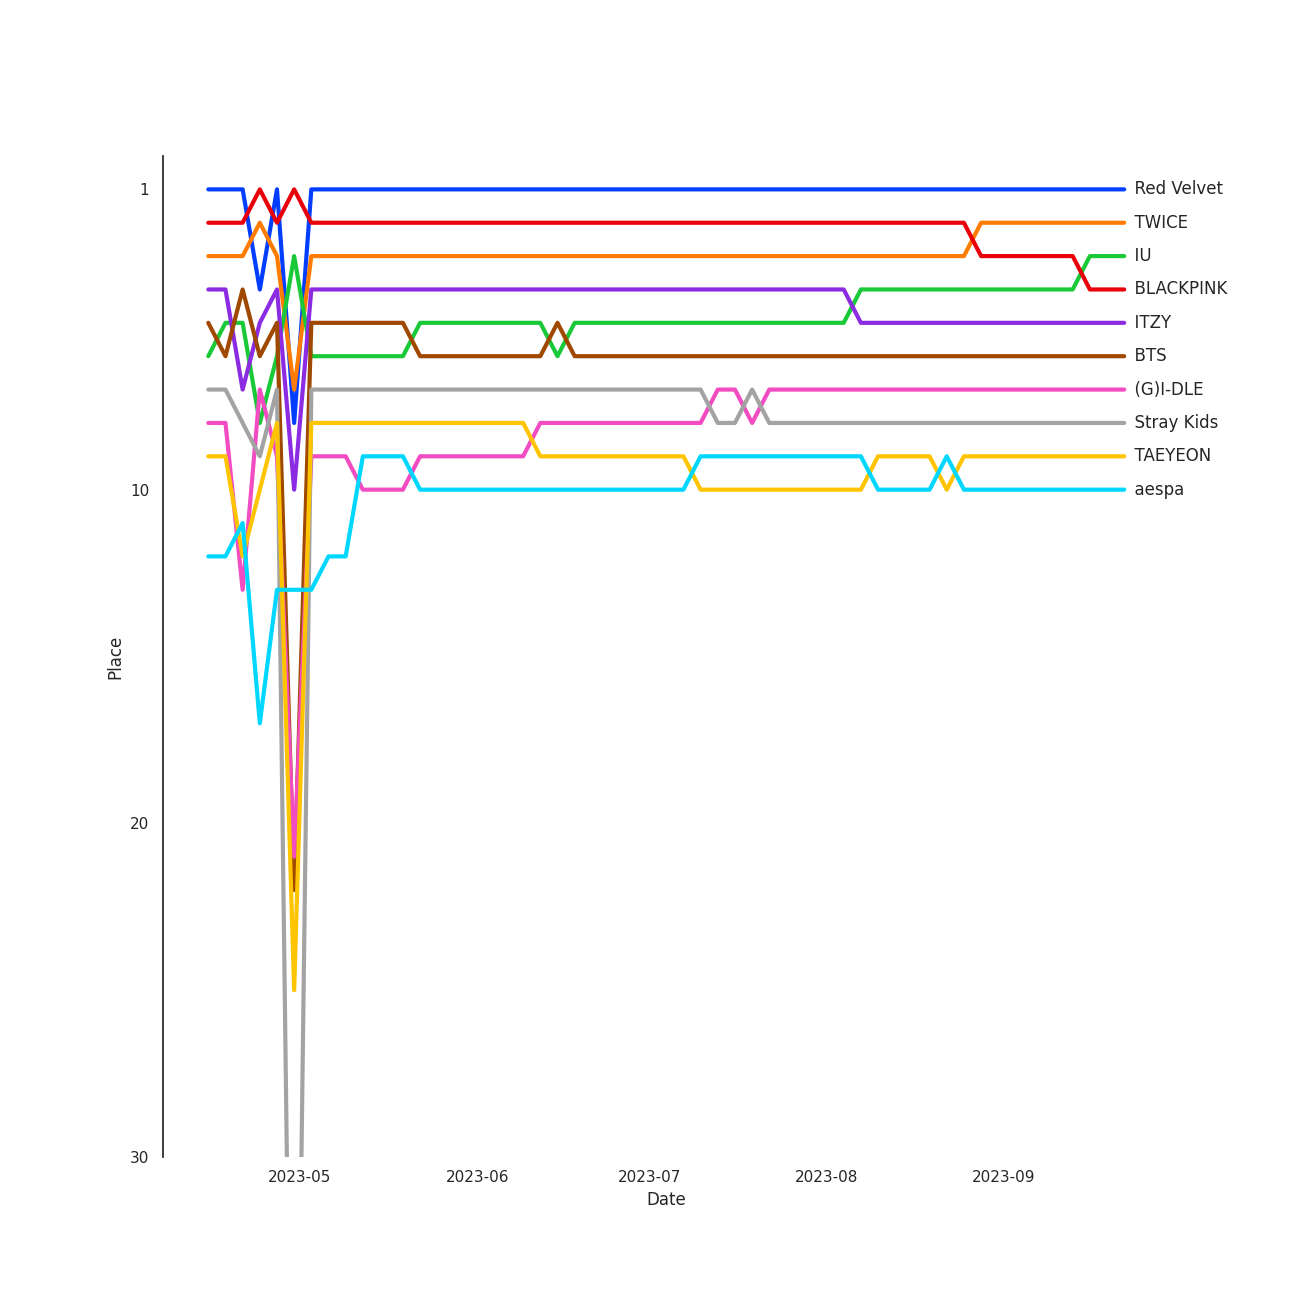 1
10
20
30
Place
2023-05
2023-06
2023-07
2023-08
2023-09
Date
Red Velvet
TWICE
IU
BLACKPINK
ITZY
BTS
(G)I-DLE
Stray Kids
TAEYEON
aespa